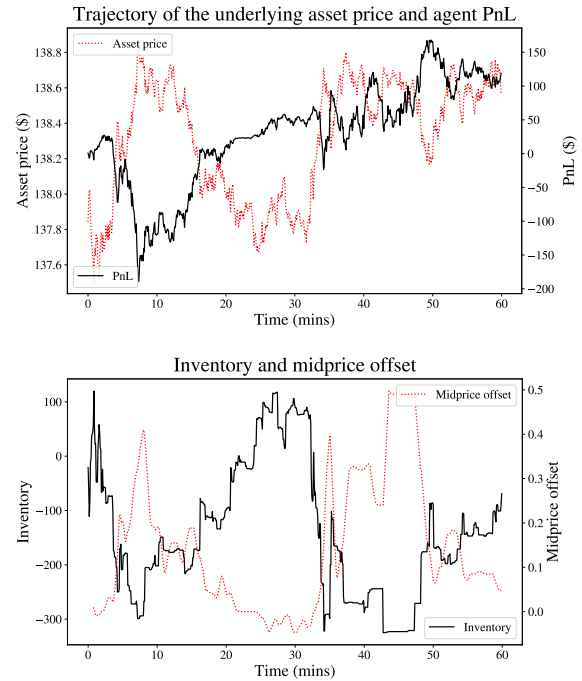 Trajectory of the underlying asset price and agent PnL
Asset price
PnL
138.8
138.6
138.4
138.2
138.0
137.8
137.6
Asset price ($)
150
100
50
0
−50
−100
−150
−200
PnL ($)
0 10 20 30 40 50 60
Time (mins)
Inventory and midprice offset
Midprice offset
Inventory
100
0
−100
−200
−300
Inventory
0.5
0.4
0.3
0.2
0.1
0.0
Midprice offset
0 10 20 30 40 50 60
Time (mins)